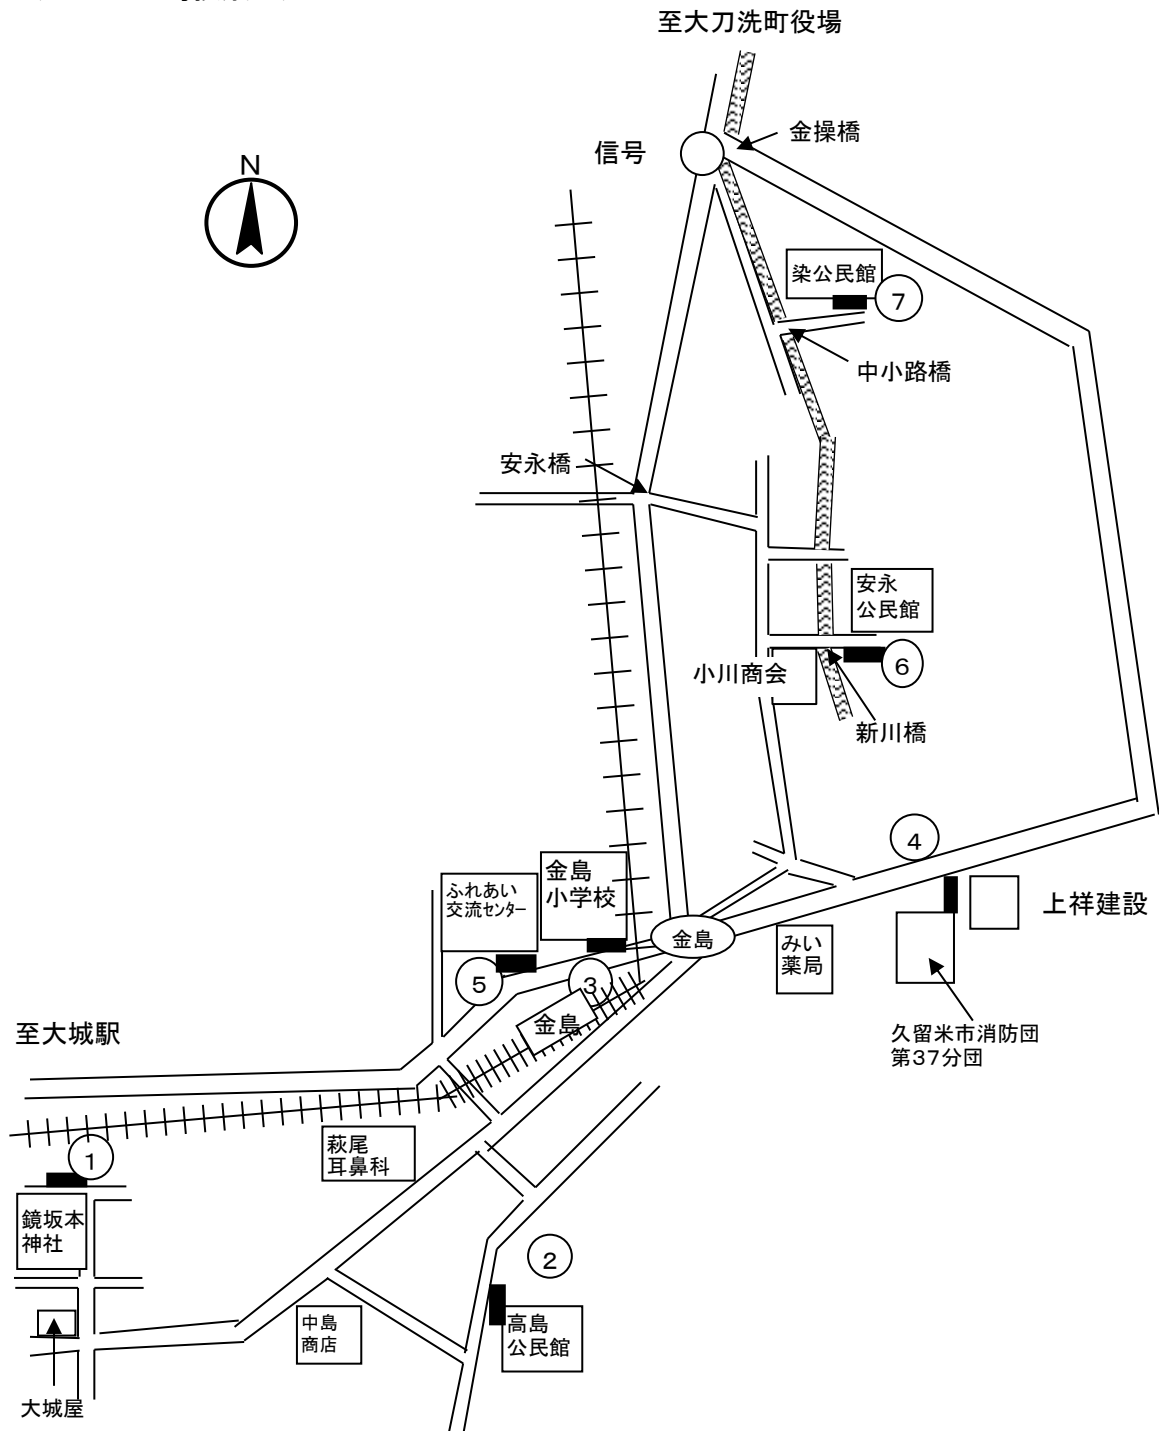 至大刀洗町役場
金操橋
信号
N
染公民館
7
中小路橋
安永橋
安永
公民館
小川商会
6
新川橋
4
金島
小学校
ふれあい
交流センター
上祥建設
金島
みい
薬局
5
3
金島
久留米市消防団
第37分団
至大城駅
萩尾
耳鼻科
1
鏡坂本
神社
2
中島
商店
高島
公民館
大城屋